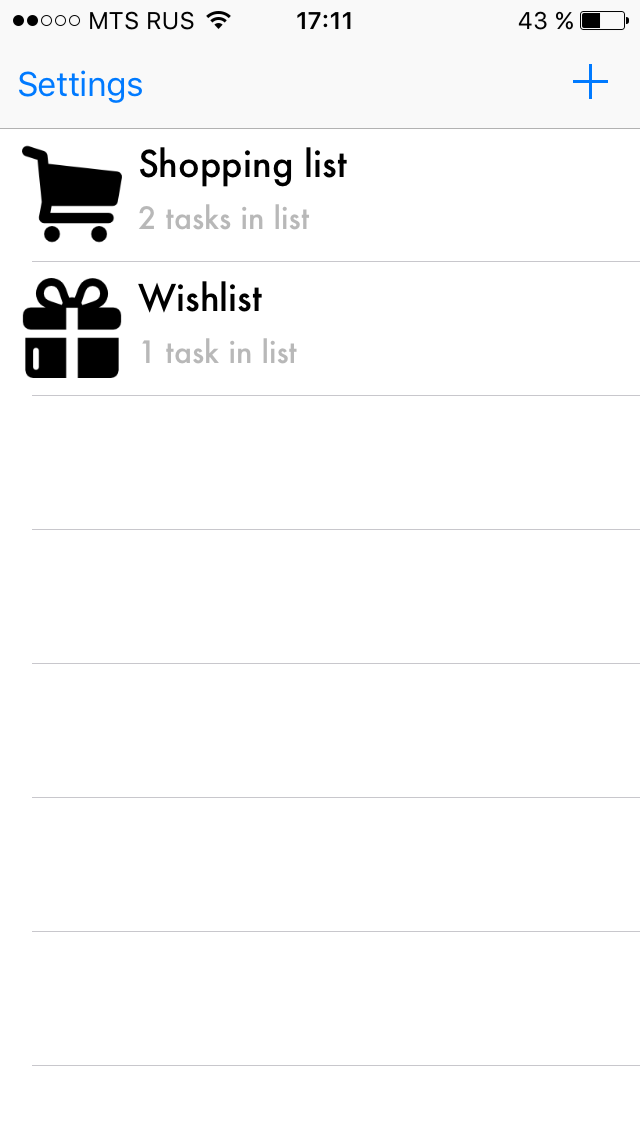 MTS RUS 17:11 43 %
Settings
Shopping list
2 tasks in list
Wishlist
1 task in list